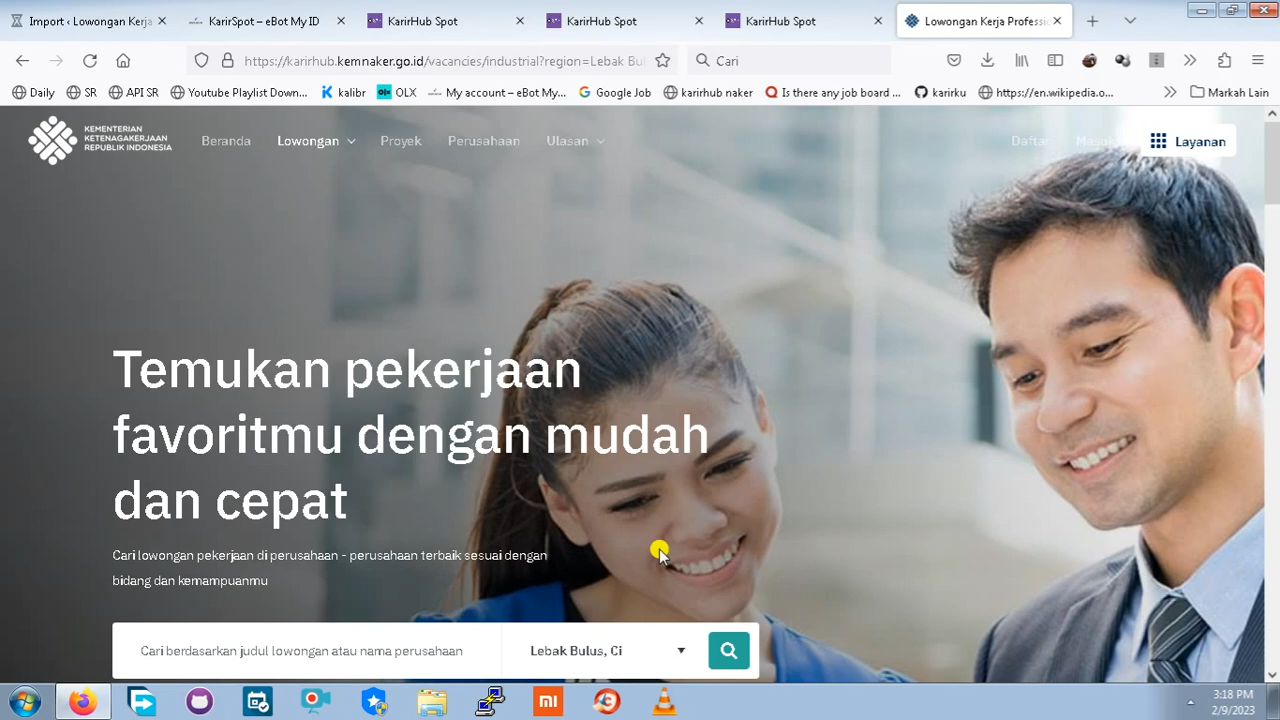 Import ‹ Lowongan Kerja
KarirSpot – eBot My ID
KarirHub Spot
KarirHub Spot
KarirHub Spot
Lowongan Kerja Professio
https://karirhub.kemnaker.go.id/vacancies/industrial?region=Lebak Bul
Cari
Daily
SR
API SR
Youtube Playlist Down...
kalibr
OLX
My account – eBot My...
Google Job
karirhub naker
Is there any job board ...
karirku
https://en.wikipedia.o...
Markah Lain
KEMENTERIAN
KETENAGAKERJAAN
REPUBLIK INDONESIA
Beranda
Lowongan
Proyek
Perusahaan
Ulasan
Daftar
Masuk
Layanan
Temukan pekerjaan
favoritmu dengan mudah
dan cepat
Cari lowongan pekerjaan di perusahaan - perusahaan terbaik sesuai dengan
bidang dan kemampuanmu
Cari berdasarkan judul lowongan atau nama perusahaan
Lebak Bulus, Ci
3:18 PM
2/9/2023